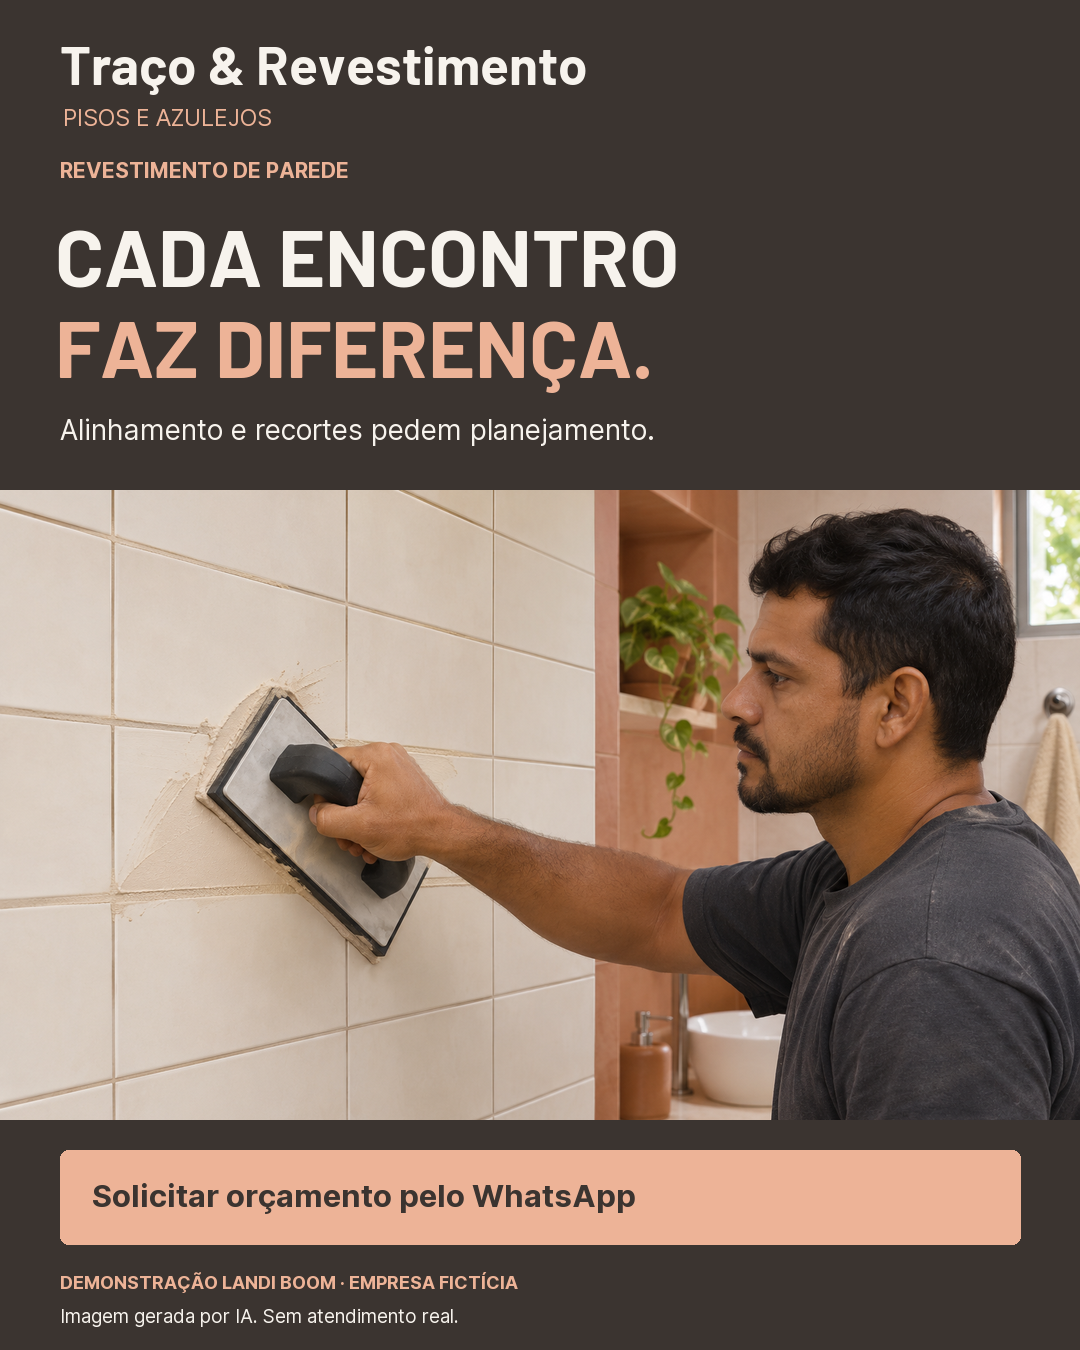 Traço & Revestimento
PISOS E AZULEJOS
REVESTIMENTO DE PAREDE
CADA ENCONTRO
FAZ DIFERENÇA.
Alinhamento e recortes pedem planejamento.
Solicitar orçamento pelo WhatsApp
DEMONSTRAÇÃO LANDI BOOM · EMPRESA FICTÍCIA
Imagem gerada por IA. Sem atendimento real.